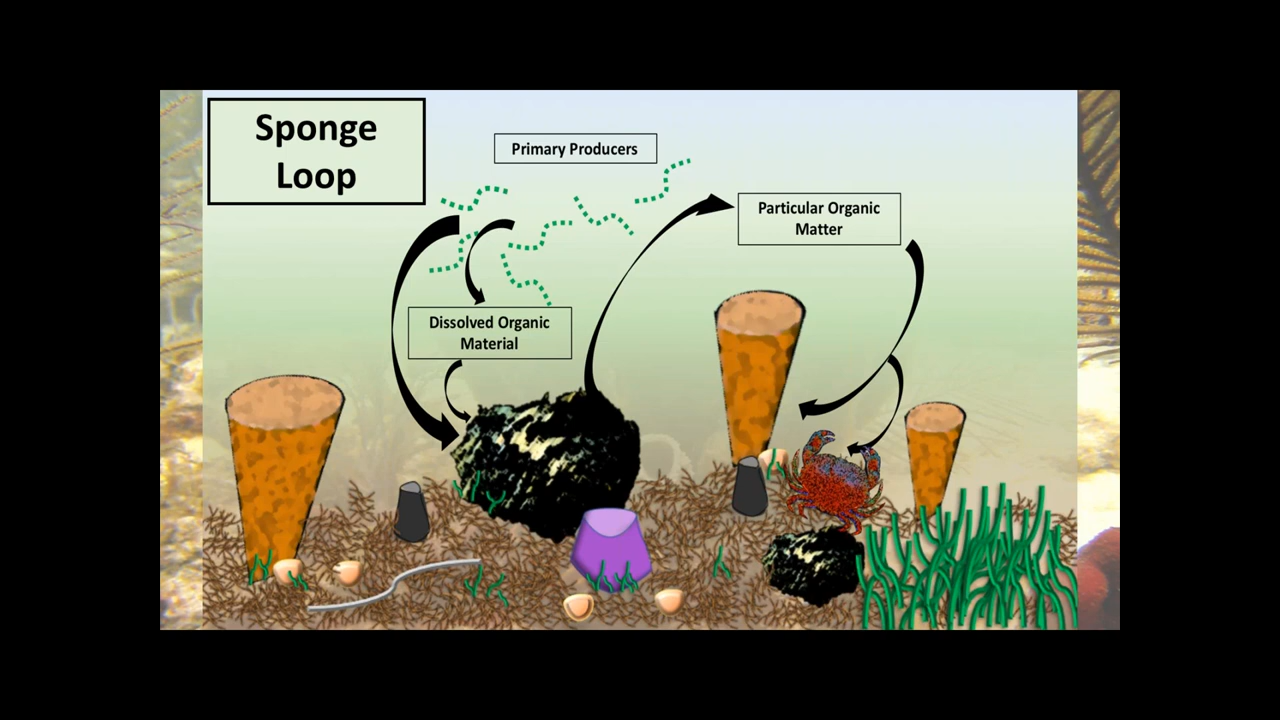 Sponge
Loop
Primary Producers
Particular Organic
Matter
Dissolved Organic
Material